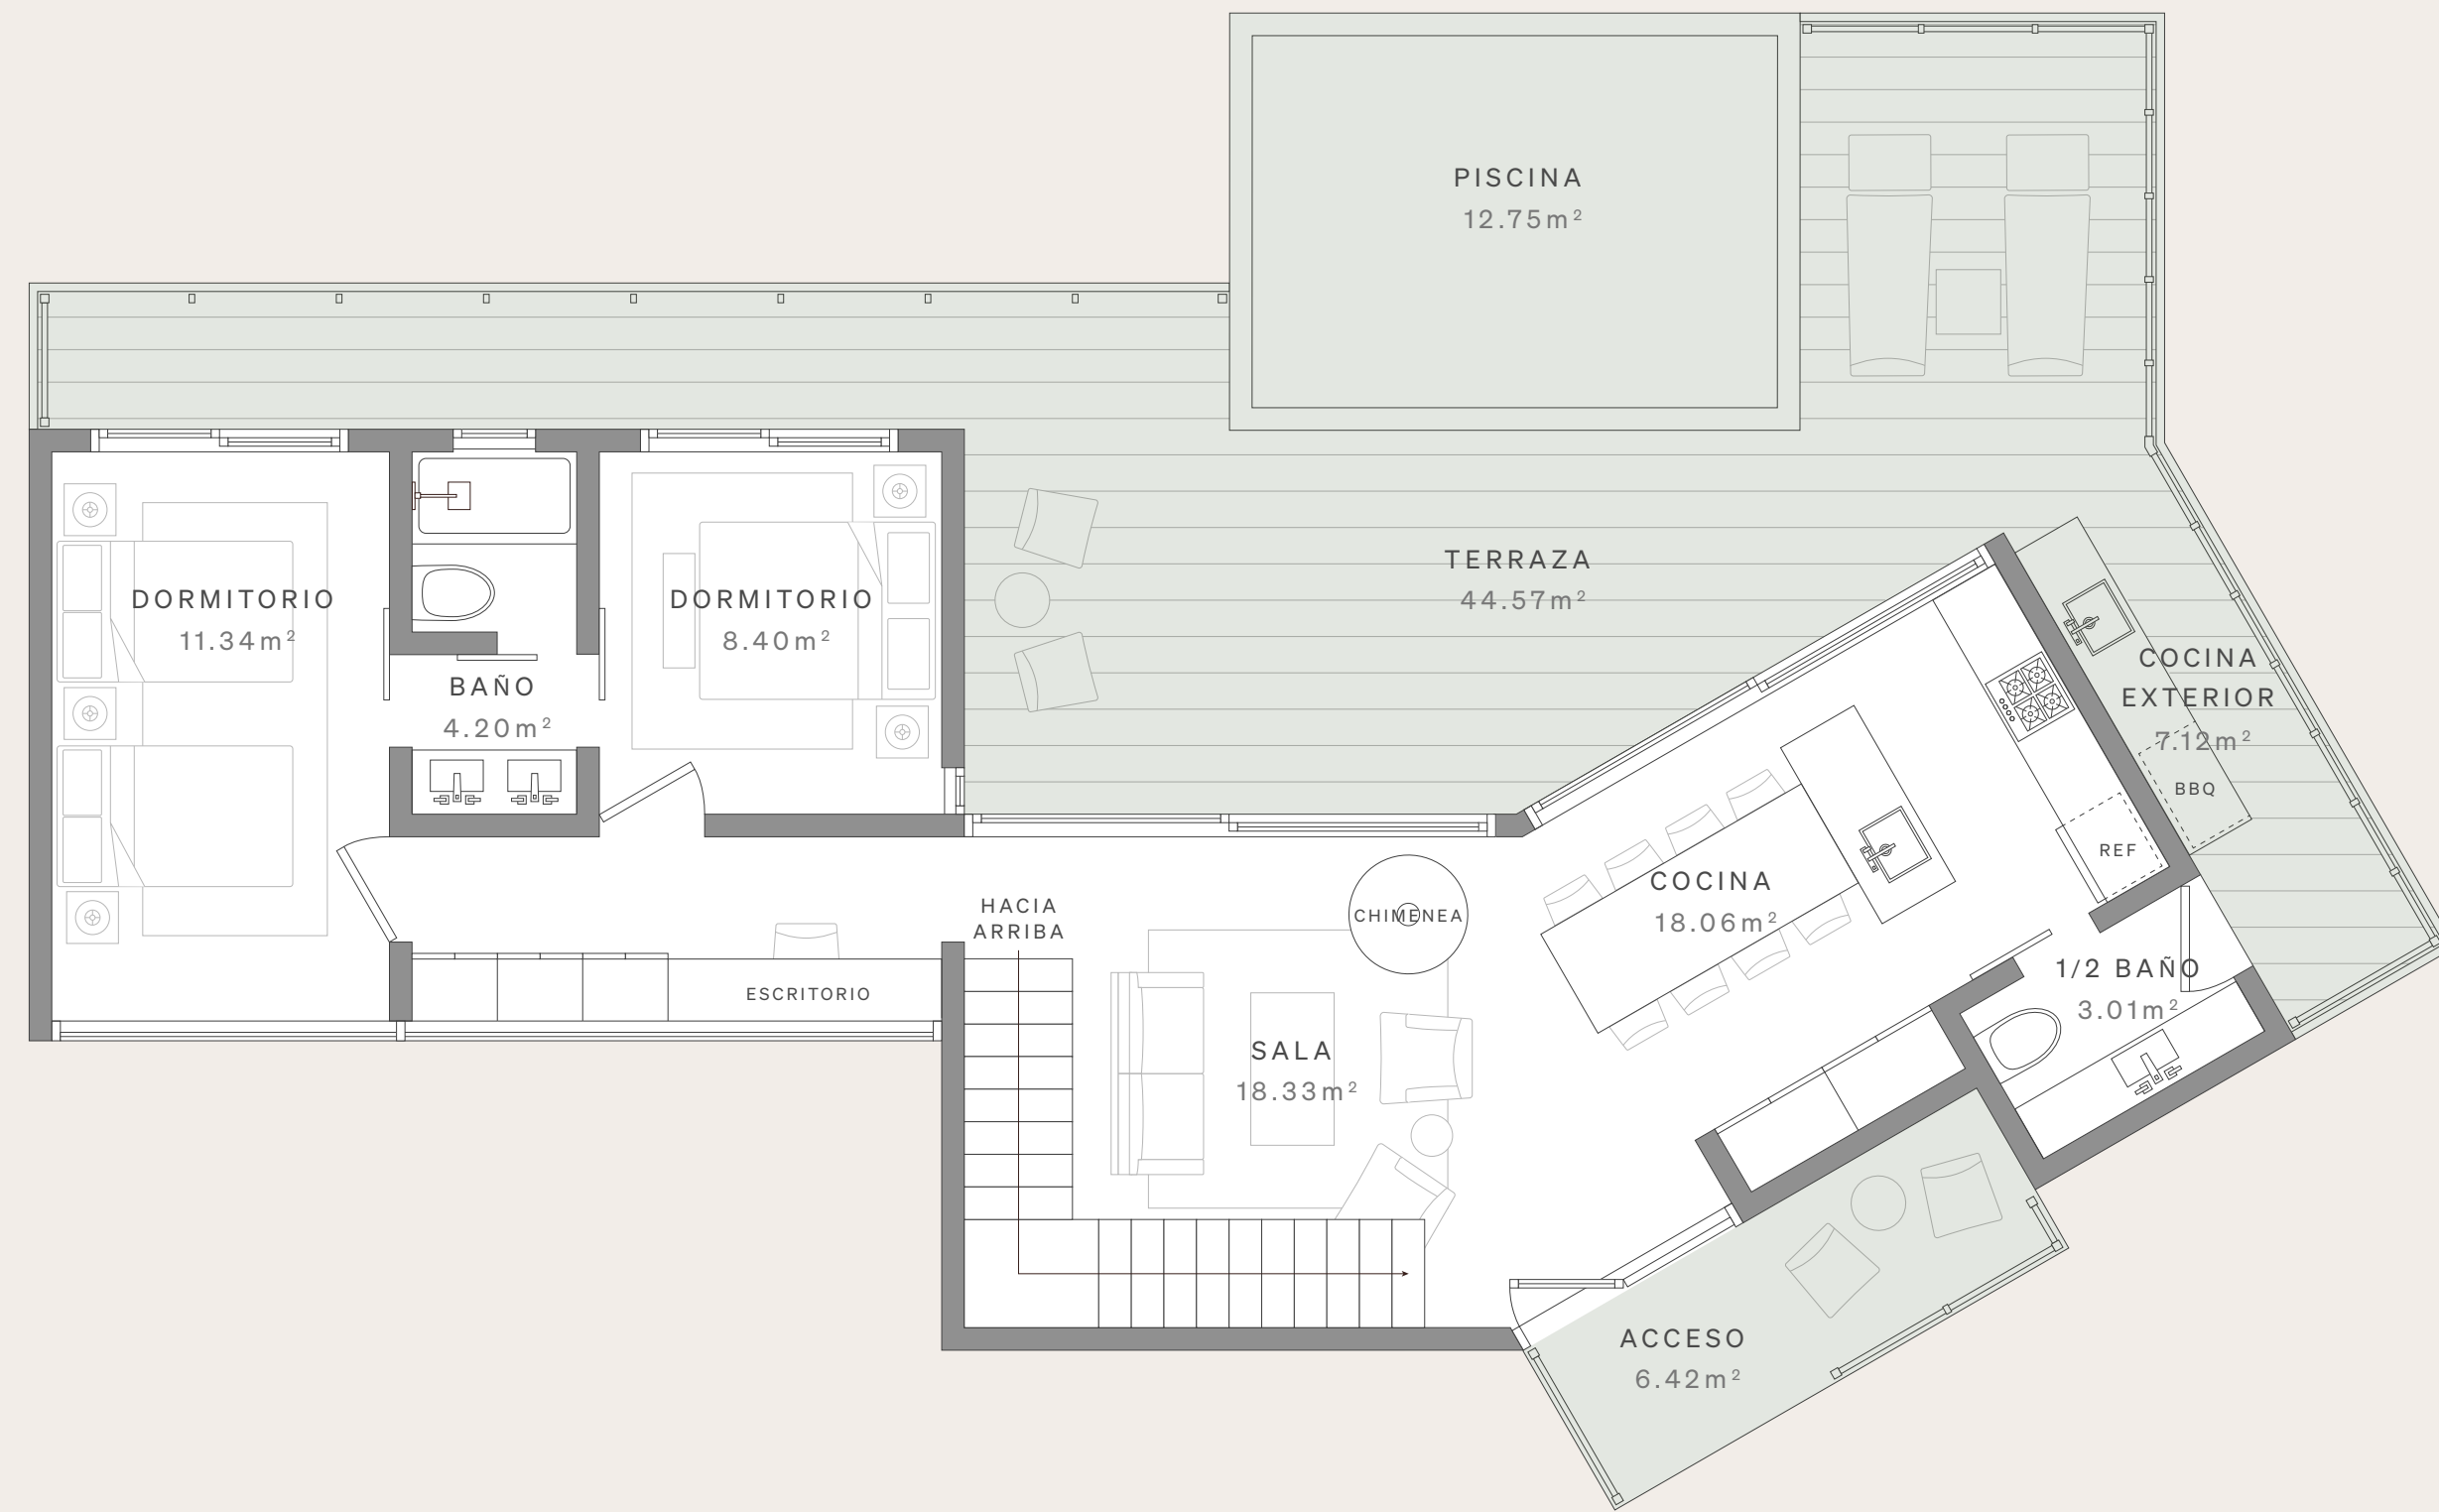 PISCINA
12.75m²
TERRAZA
44.57m²
DORMITORIO
11.34m²
BAÑO
4.20m²
DORMITORIO
8.40m²
COCINA
EXTERIOR
7.12m²
BBQ
REF
COCINA
18.06m²
CHIMENEA
HACIA
ARRIBA
ESCRITORIO
1/2 BAÑO
3.01m²
SALA
18.33m²
ACCESO
6.42m²